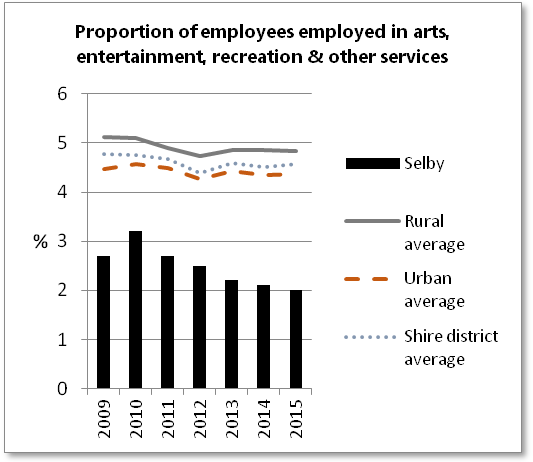 Proportion of employees employed in arts,
entertainment, recreation & other services
6
5
4
3
2
1
0
%
2009
2010
2011
2012
2013
2014
2015
Selby
Rural
average
Urban
average
Shire district
average